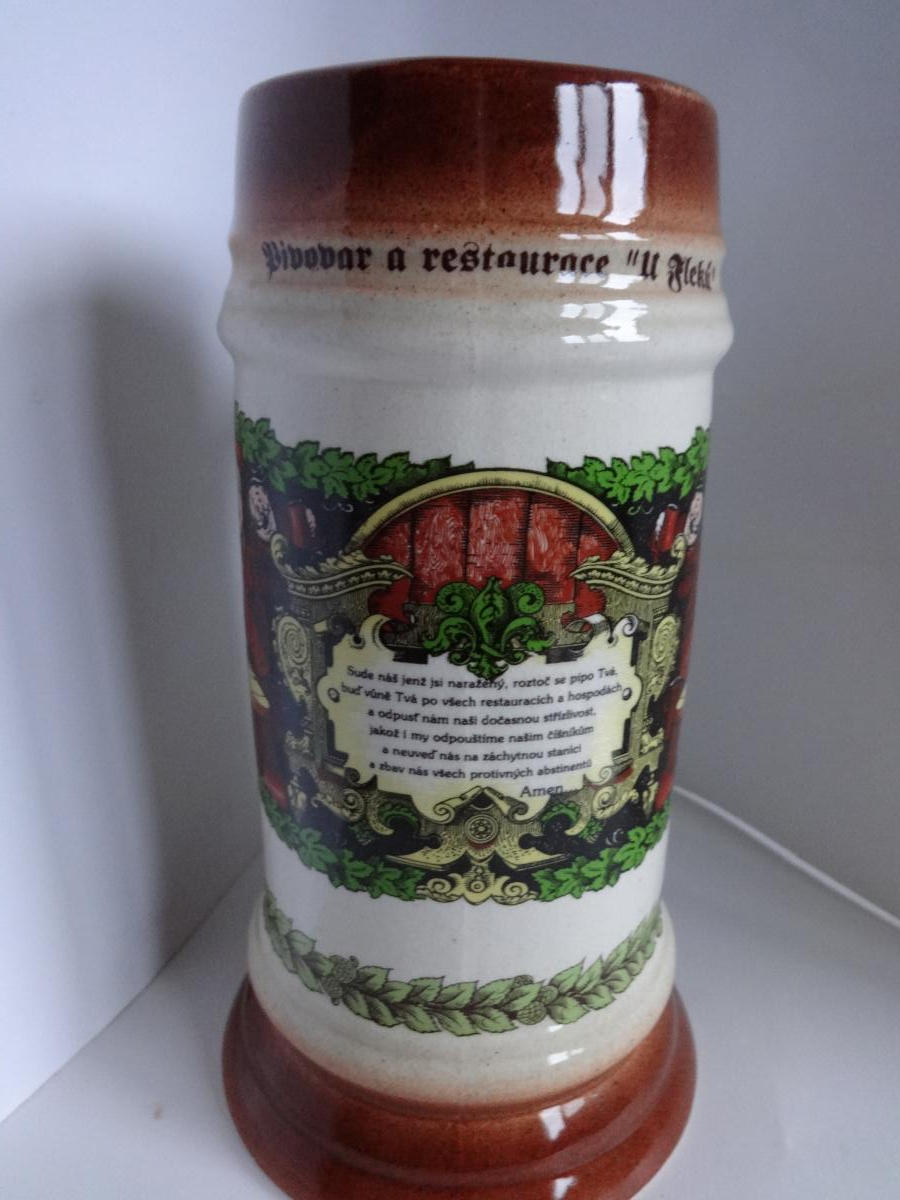 Pivovar a restaurace "U Fleků"
Sude náš jenž jsi naražený, roztoč se pípo Tvá,
buď vůně Tvá po všech restauracích a hospodách
a odpusť nám naši dočasnou střízlivost,
jakož i my odpouštíme našim číšníkům
a neuveď nás na záchytnou stanici
a zbav nás všech protivných abstinentů
Amen...